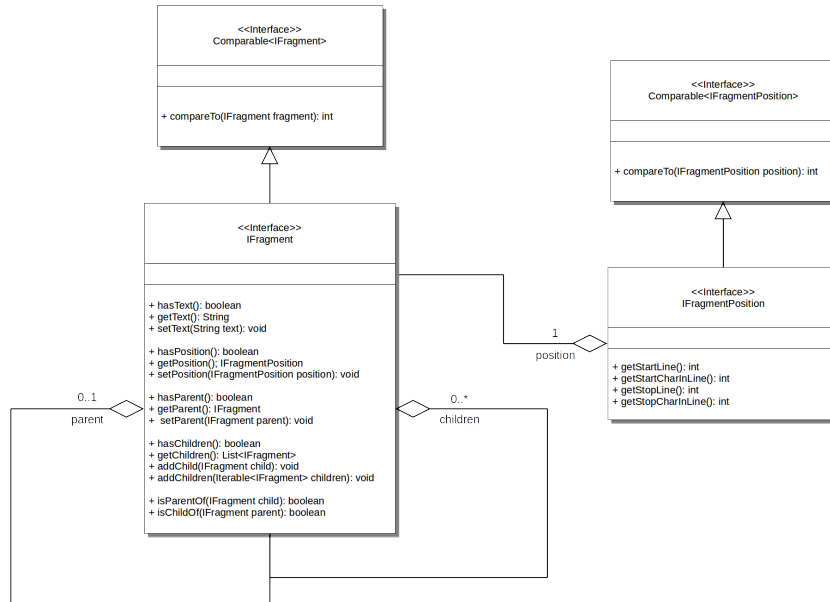 <<Interface>>
Comparable<IFragment>
+ compareTo(IFragment fragment): int
<<Interface>>
Comparable<IFragmentPosition>
+ compareTo(IFragmentPosition position): int
<<Interface>>
IFragment
+ hasText(): boolean
+ getText(): String
+ setText(String text): void
+ hasPosition(): boolean
+ getPosition(); IFragmentPosition
+ setPosition(IFragmentPosition position): void
+ hasParent(): boolean
+ getParent(): IFragment
+ setParent(IFragment parent): void
+ hasChildren(): boolean
+ getChildren(): List<IFragment>
+ addChild(IFragment child): void
+ addChildren(Iterable<IFragment> children): void
+ isParentOf(IFragment child): boolean
+ isChildOf(IFragment parent): boolean
<<Interface>>
IFragmentPosition
+ getStartLine(): int
+ getStartCharInLine(): int
+ getStopLine(): int
+ getStopCharInLine(): int
1
position
0..1
parent
0..*
children